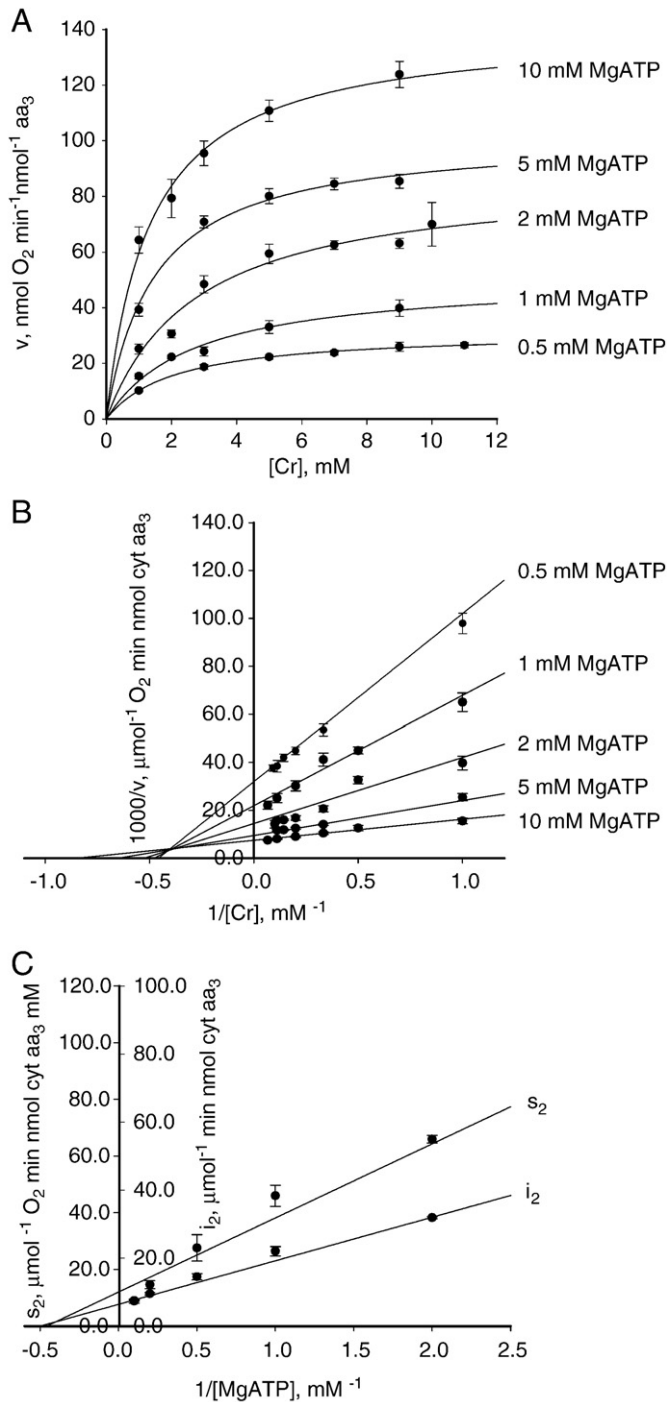 A
140
120
100
80
60
40
20
0
v, nmol O₂ min⁻¹nmol⁻¹ aa₃
0 2 4 6 8 10 12
[Cr], mM
10 mM MgATP
5 mM MgATP
2 mM MgATP
1 mM MgATP
0.5 mM MgATP
B
140.0
120.0
100.0
80.0
60.0
40.0
20.0
0.0
1000/v, μmol⁻¹ O₂ min nmol cyt aa₃
-1.0 -0.5 0.0 0.5 1.0
1/[Cr], mM ⁻¹
0.5 mM MgATP
1 mM MgATP
2 mM MgATP
5 mM MgATP
10 mM MgATP
C
120.0
100.0
80.0
60.0
40.0
20.0
0.0
s₂, μmol⁻¹ O₂ min nmol cyt aa₃ mM
100.0
80.0
60.0
40.0
20.0
0.0
i₂, μmol⁻¹ min nmol cyt aa₃
-0.5 0.0 0.5 1.0 1.5 2.0 2.5
1/[MgATP], mM ⁻¹
s₂
i₂